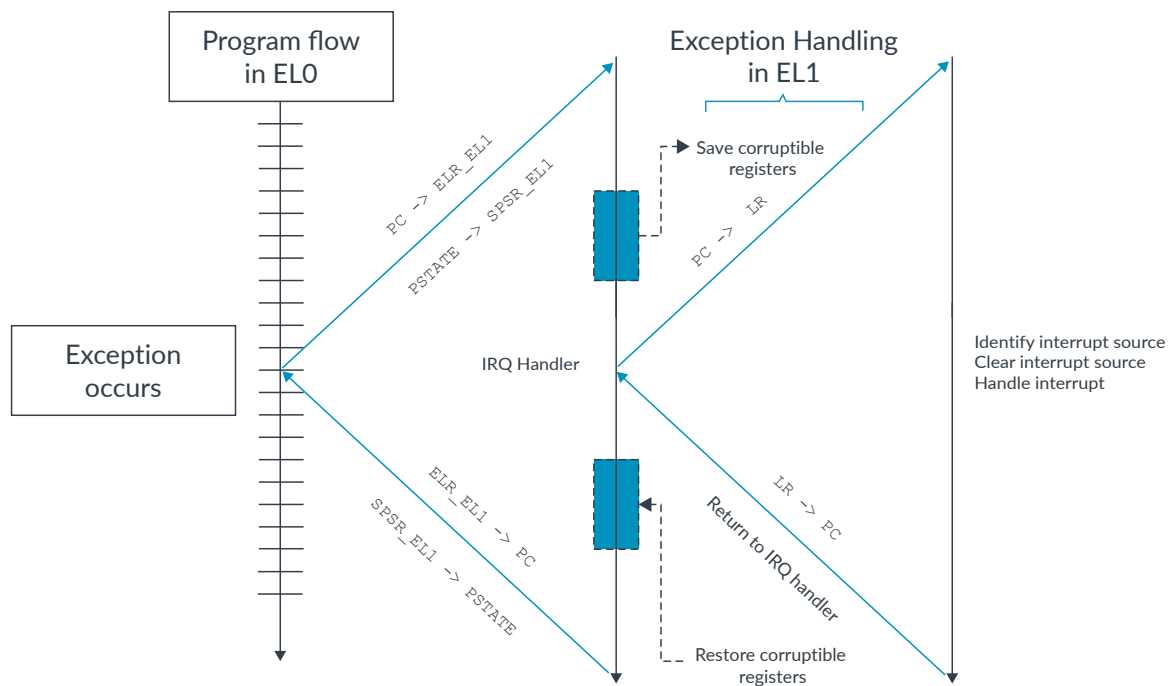 Program flow
in EL0
Exception Handling
in EL1
PC -> ELR_EL1
PSTATE -> SPSR_EL1
Save corruptible
registers
PC -> LR
Exception
occurs
IRQ Handler
Identify interrupt source
Clear interrupt source
Handle interrupt
ELR_EL1 -> PC
SPSR_EL1 -> PSTATE
LR -> PC
Return to IRQ handler
Restore corruptible
registers